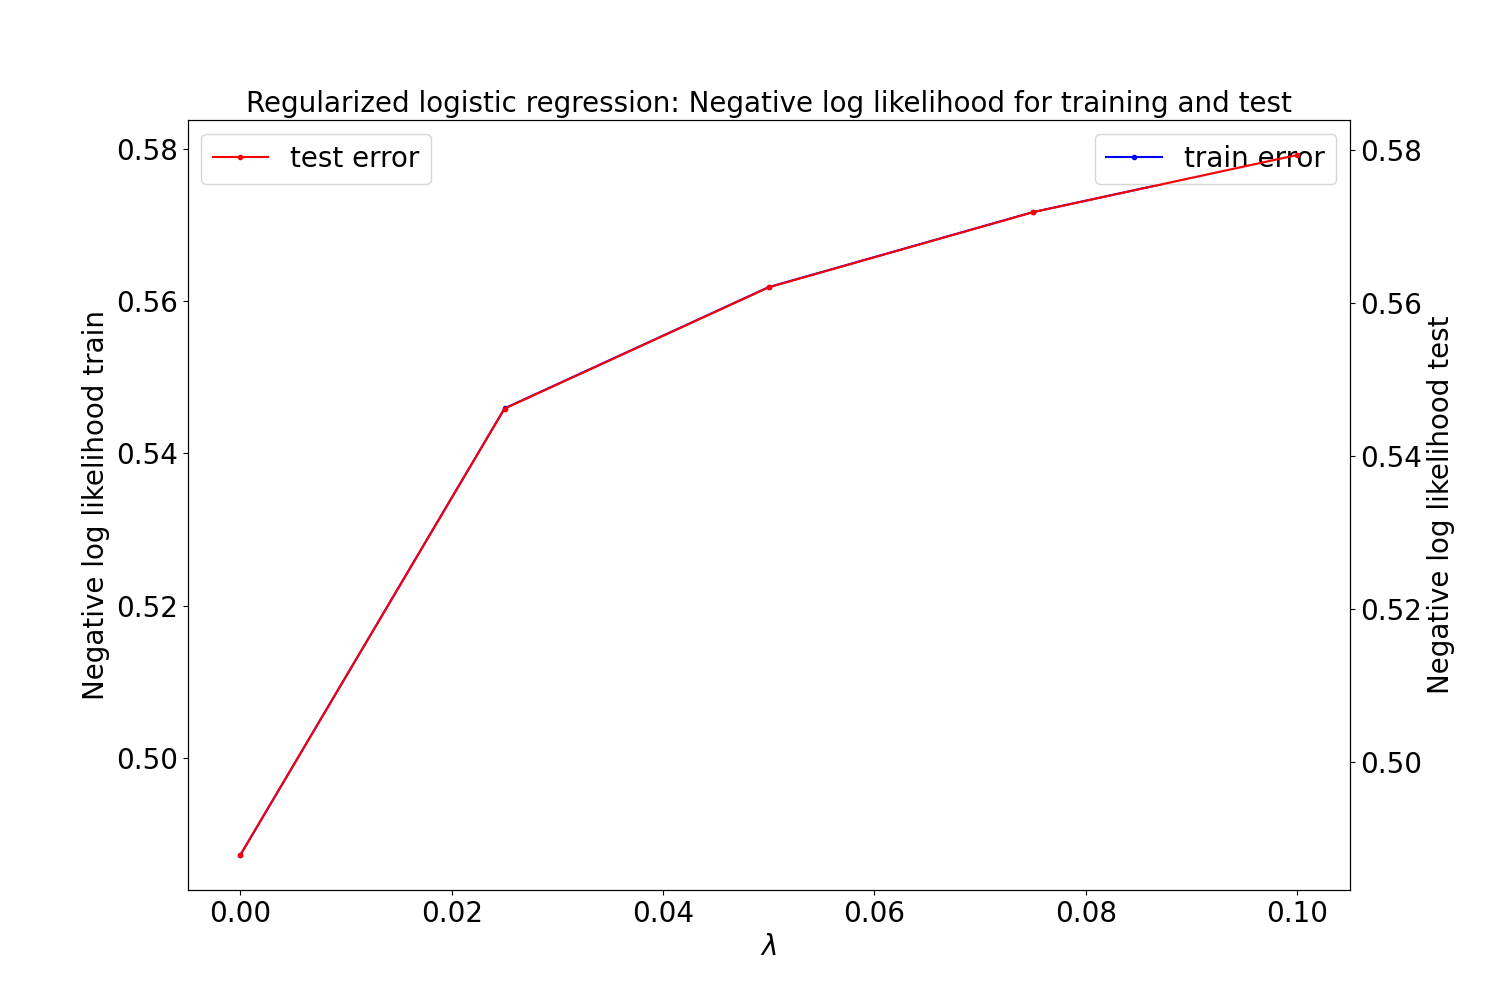 Regularized logistic regression: Negative log likelihood for training and test
test error
train error
Negative log likelihood train
0.58
0.56
0.54
0.52
0.50
0.58
0.56
0.54
0.52
0.50
Negative log likelihood test
0.00 0.02 0.04 0.06 0.08 0.10
λ